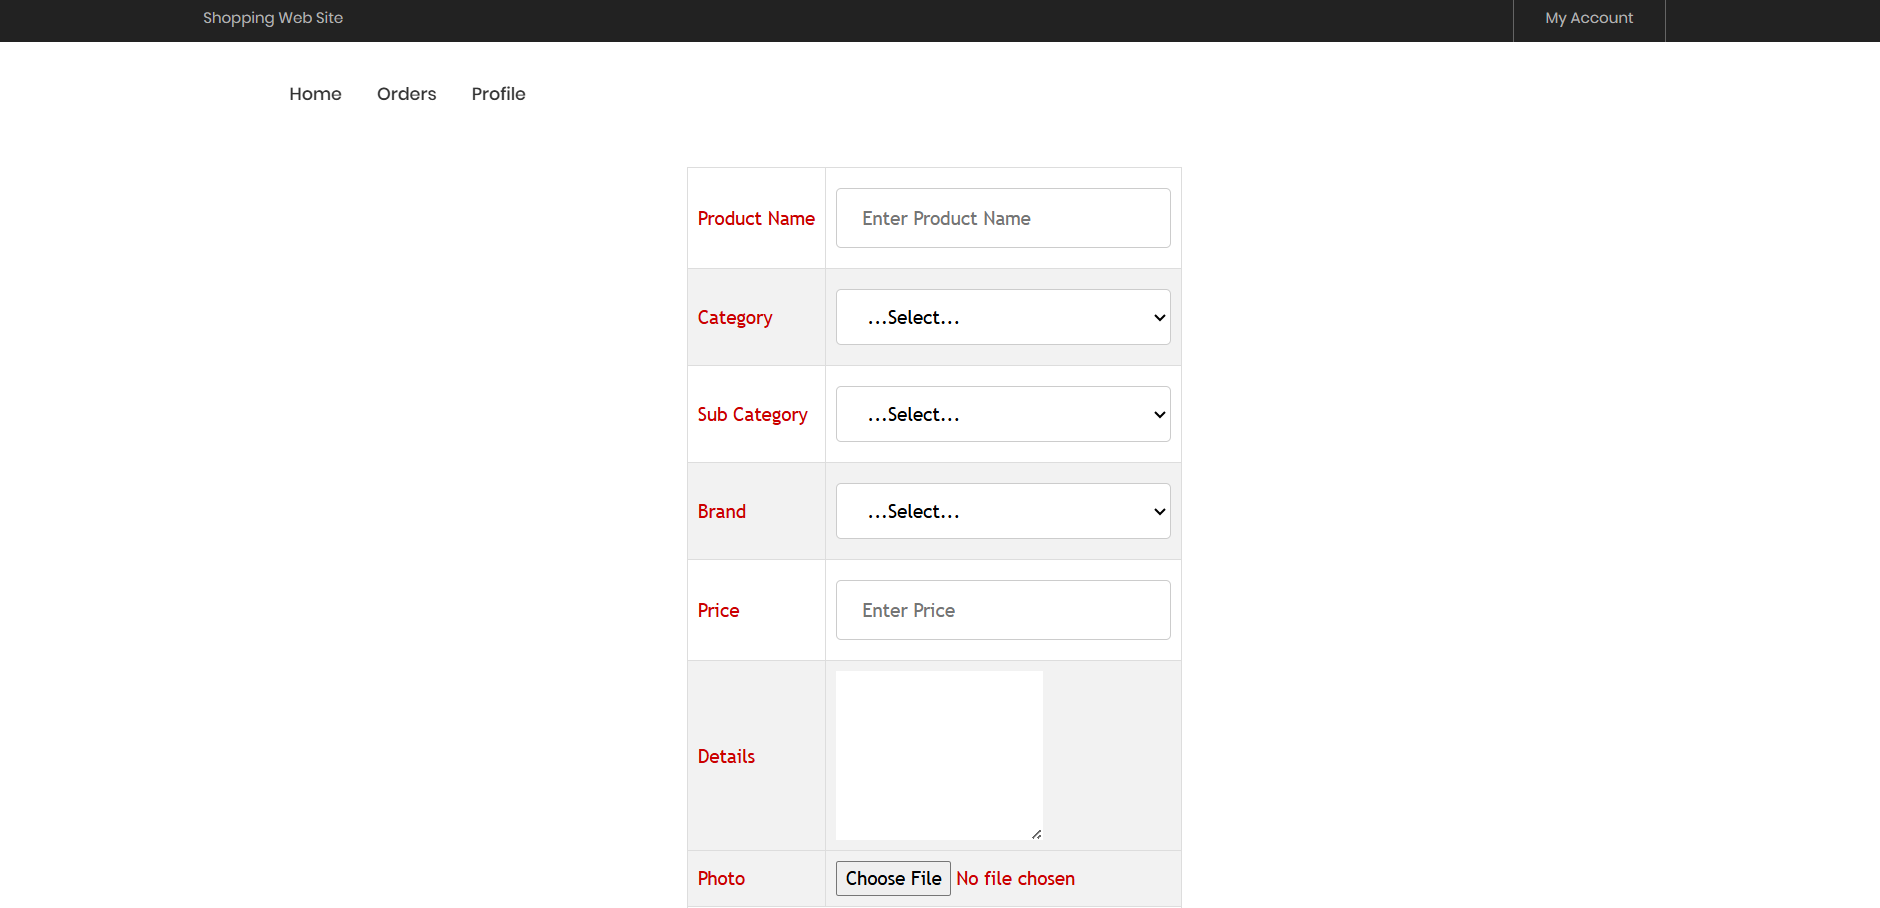 Shopping Web Site
My Account
Home Orders Profile
Product Name Enter Product Name
Category ...Select...
Sub Category ...Select...
Brand ...Select...
Price Enter Price
Details
Photo Choose File No file chosen